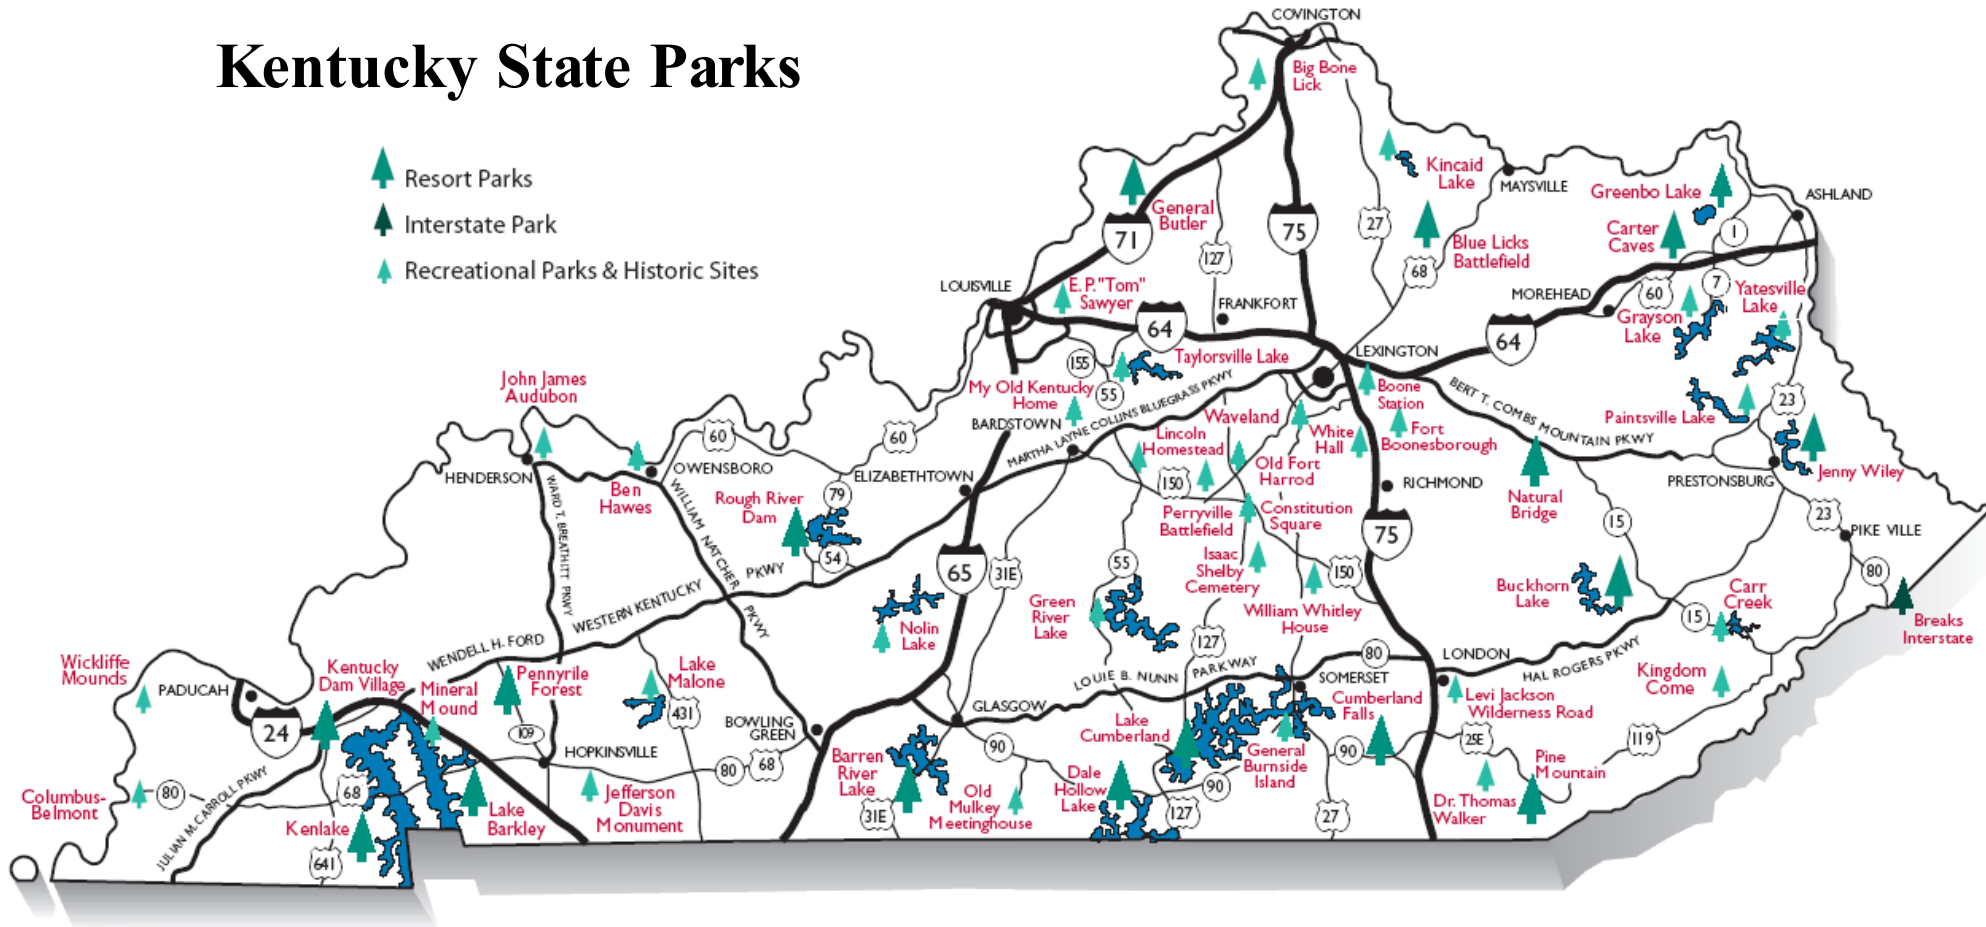 Kentucky State Parks
Resort Parks
Interstate Park
Recreational Parks & Historic Sites
COVINGTON
Big Bone
Lick
Kincaid
Lake
MAYSVILLE
Greenbo Lake
ASHLAND
Carter
Caves
1
General
Butler
71
75
27
127
Blue Licks
Battlefield
68
LOUISVILLE
E. P. "Tom"
Sawyer
FRANKFORT
64
MOREHEAD
60
7
Grayson
Lake
Yatesville
Lake
64
LEXINGTON
155
55
Taylorsville Lake
My Old Kentucky
Home
BARDSTOWN
MARTHA LAYNE COLLINS BLUEGRASS PKWY
Boone
Station
BERT T. COMBS MOUNTAIN PKWY
Paintsville Lake
23
John James
Audubon
HENDERSON
60
60
OWENSBORO
Ben
Hawes
WARD T. BREATHITT PKWY
WILLIAM NATCHER PKWY
Rough River
Dam
79
54
ELIZABETHTOWN
Waveland
Lincoln
Homestead
White
Hall
Fort
Boonesborough
Old Fort
Harrod
150
RICHMOND
Perryville
Battlefield
Constitution
Square
75
Natural
Bridge
PRESTONSBURG
Jenny Wiley
23
15
PIKE VILLE
80
65
31E
55
Isaac
Shelby
Cemetery
150
William Whitley
House
127
Buckhorn
Lake
Carr
Creek
15
Breaks
Interstate
WENDELL H. FORD
WESTERN KENTUCKY
PKWY
Nolin
Lake
Green
River
Lake
Wickliffe
Mounds
PADUCAH
24
Kentucky
Dam Village
Mineral
Mound
Pennyrile
Forest
109
Lake
Malone
431
BOWLING
GREEN
GLASGOW
LOUIE B. NUNN
PARKWAY
80
SOMERSET
LONDON
HAL ROGERS PKWY
Kingdom
Come
Levi Jackson
Wilderness Road
Cumberland
Falls
Lake
Cumberland
General
Burnside
Island
90
90
90
25E
119
HOPKINSVILLE
80
68
Barren
River
Lake
31E
Old
Mulkey
Meetinghouse
Dale
Hollow
Lake
127
27
Pine
Mountain
Dr. Thomas
Walker
Columbus-
Belmont
80
JULIAN M. CARROLL PKWY
68
Kenlake
641
Lake
Barkley
Jefferson
Davis
Monument